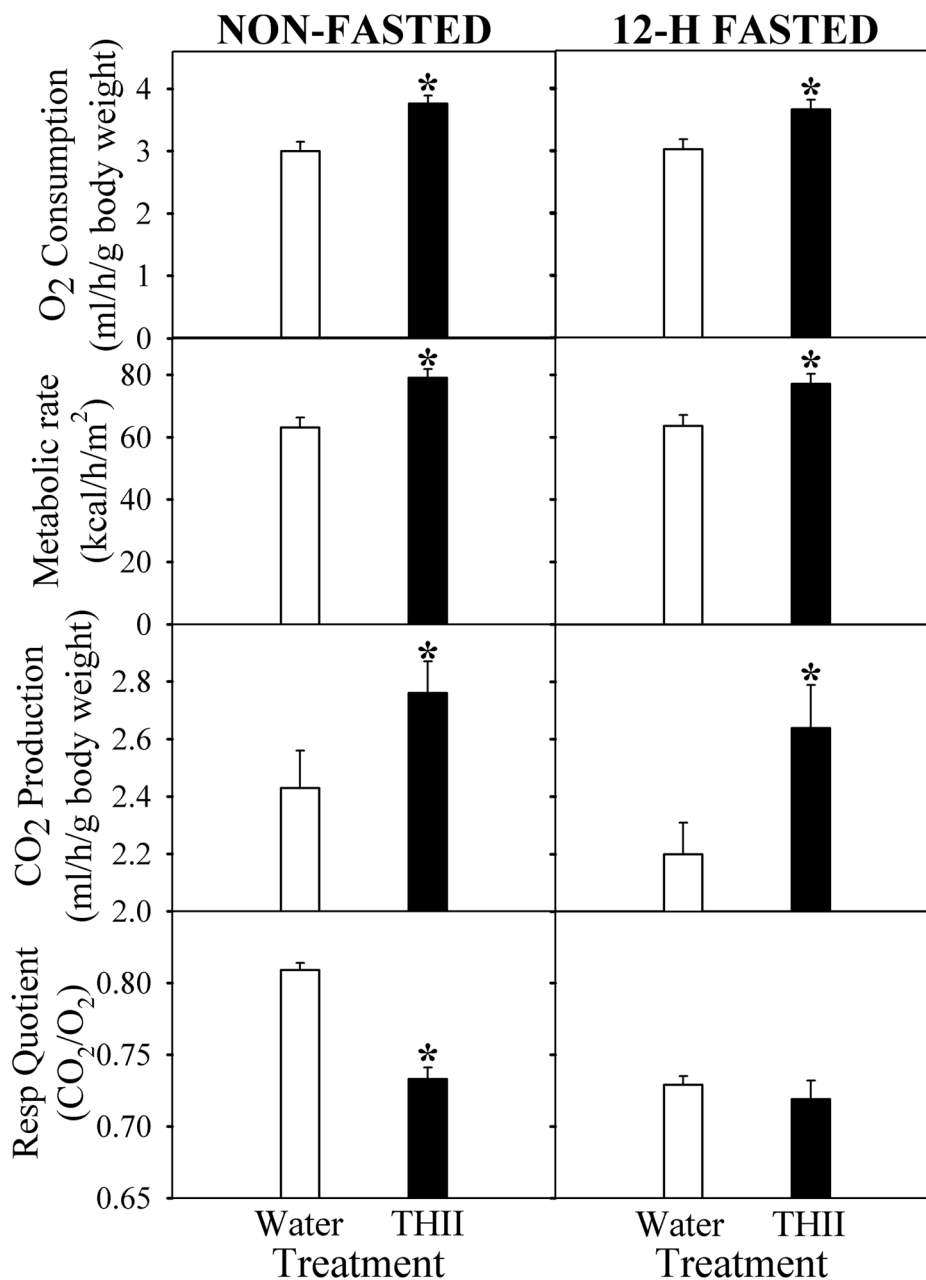 NON-FASTED 12-H FASTED
O2 Consumption
(ml/h/g body weight)
4
3
2
1
0
* *
Metabolic rate
(kcal/h/m²)
80
60
40
20
0
* *
CO2 Production
(ml/h/g body weight)
2.8
2.6
2.4
2.2
2.0
* *
Resp Quotient
(CO2/O2)
0.80
0.75
0.70
0.65
*
Water THII Water THII
Treatment Treatment